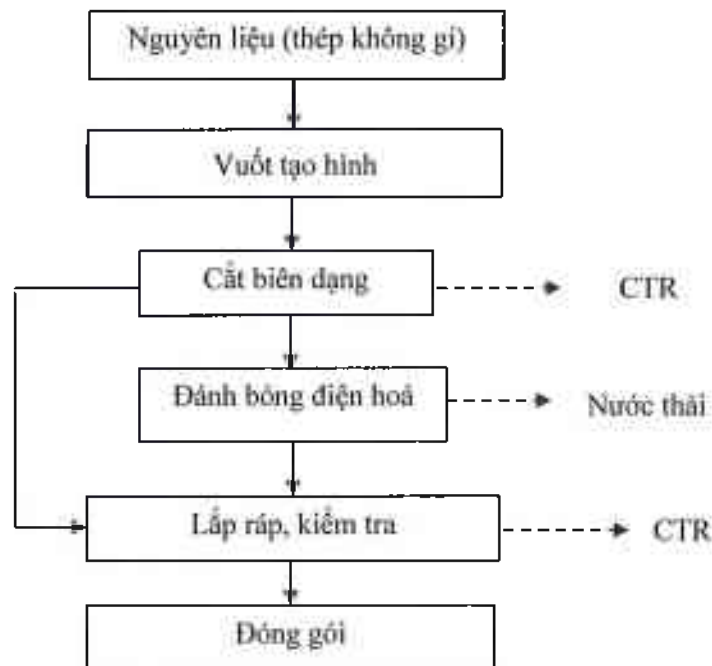 Nguyên liệu (thép không gỉ)
Vuốt tạo hình
Cắt biên dạng
CTR
Đánh bóng điện hoá
Nước thải
Lắp ráp, kiểm tra
CTR
Đóng gói